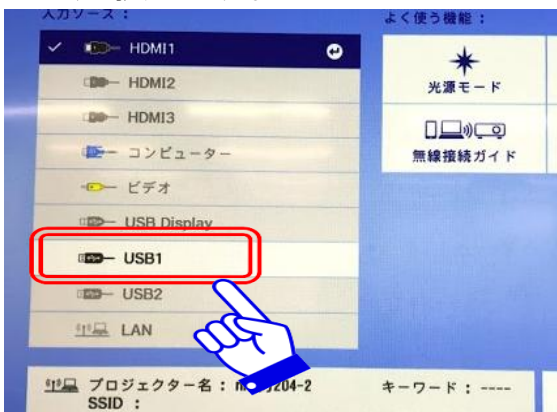 入力ソース：
よく使う機能：
HDMI1
HDMI2
HDMI3
コンピューター
ビデオ
USB Display
USB1
USB2
LAN
光源モード
無線接続ガイド
プロジェクター名： 204-2
SSID ：
キーワード：----